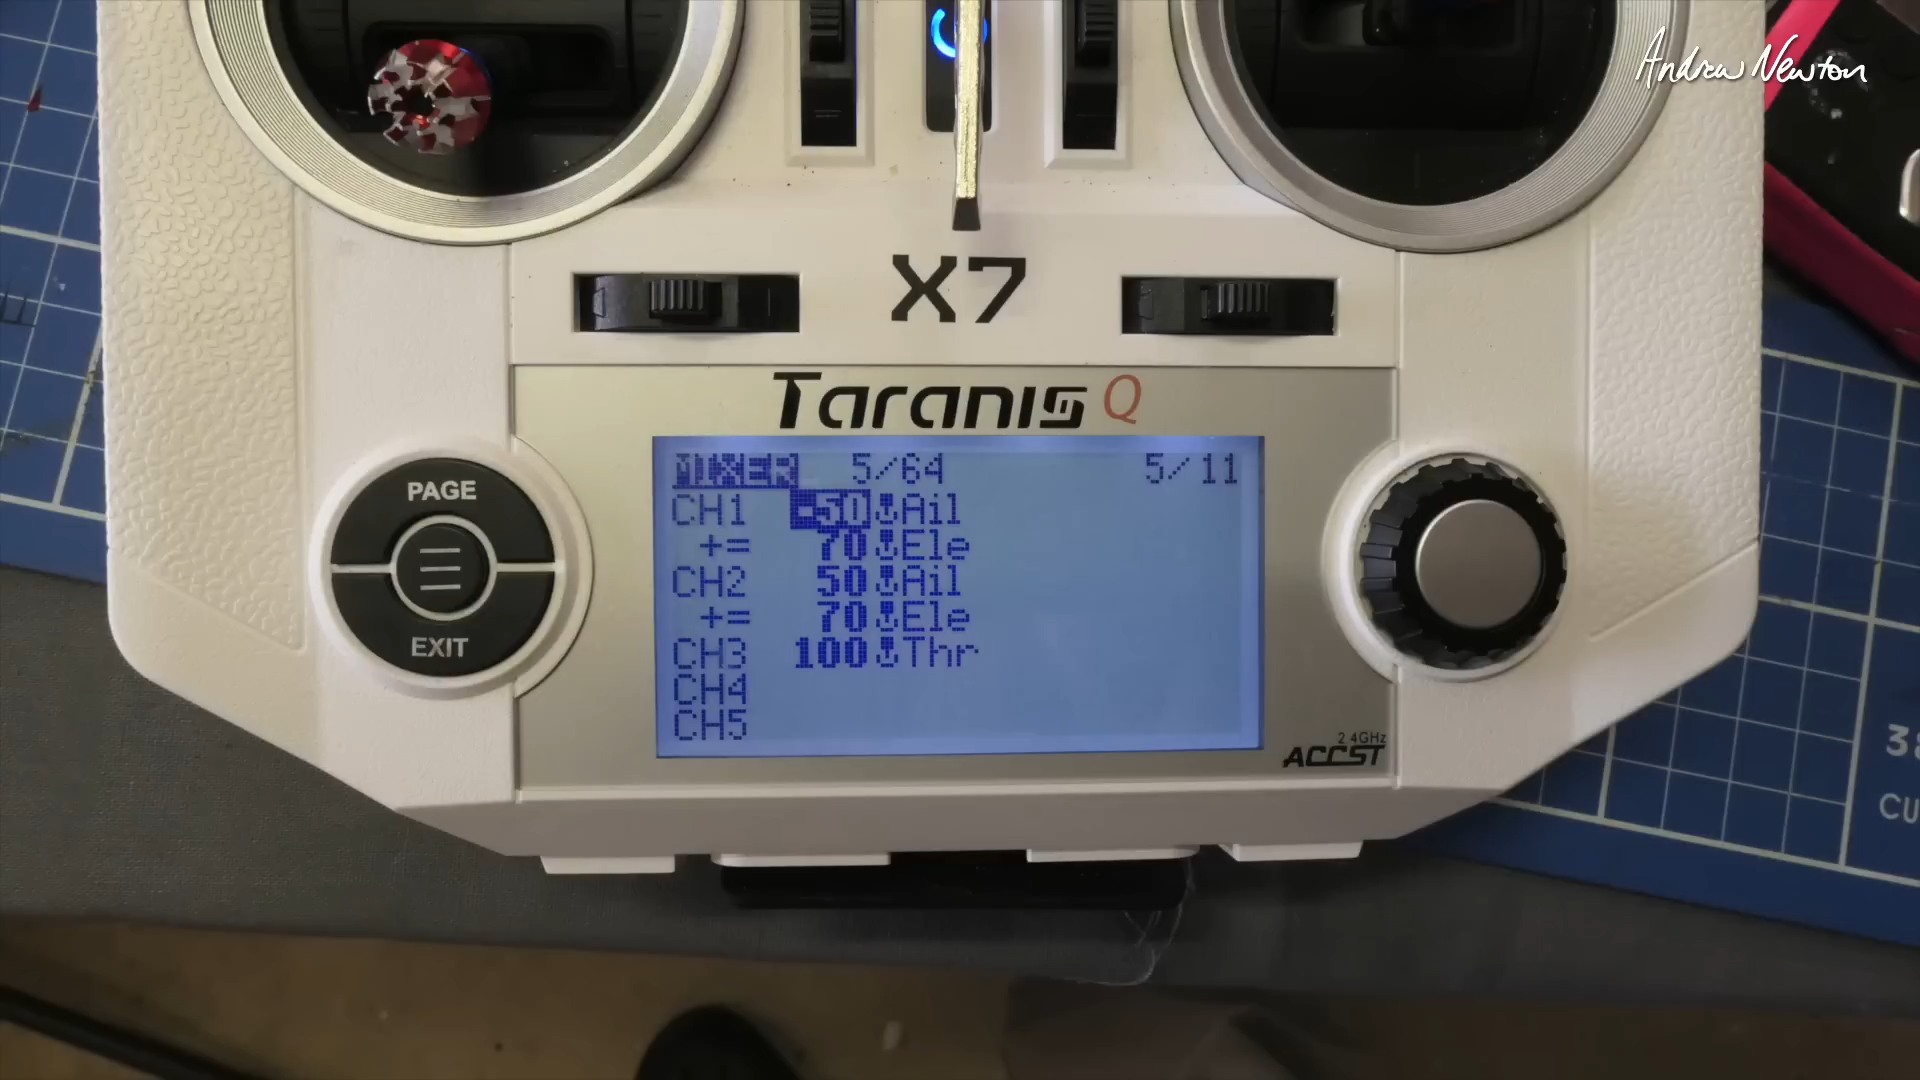 Andrew Newton
X7
Taranis Q
MIXER 5/64 5/11
CH1 -50 Ail
+= 70 Ele
CH2 50 Ail
+= 70 Ele
CH3 100 Thr
CH4
CH5
PAGE
EXIT
2.4GHz
ACCST